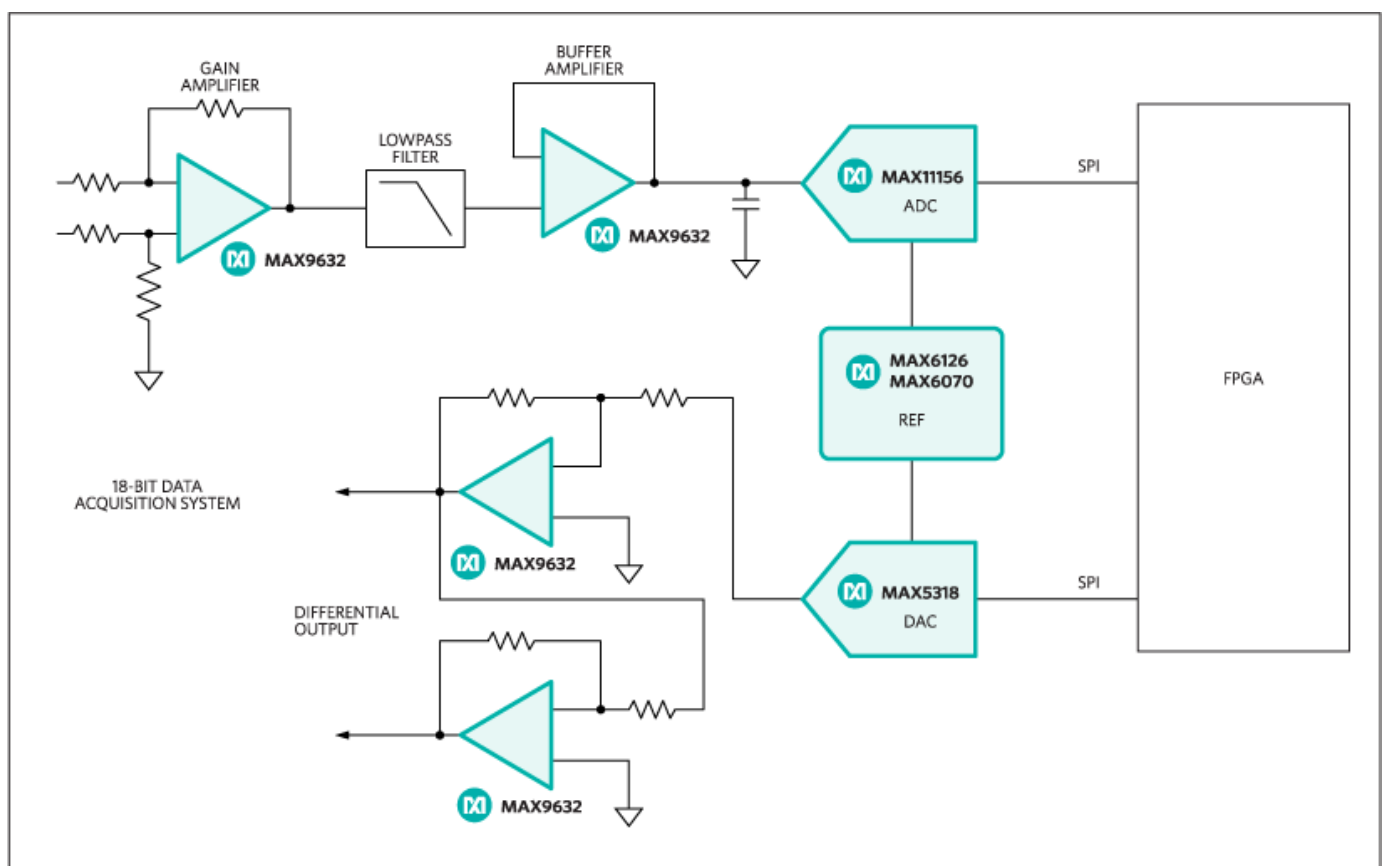 GAIN
AMPLIFIER
MAX9632
LOWPASS
FILTER
BUFFER
AMPLIFIER
MAX9632
MAX11156
ADC
SPI
FPGA
MAX6126
MAX6070
REF
18-BIT DATA
ACQUISITION SYSTEM
MAX9632
MAX5318
DAC
SPI
DIFFERENTIAL
OUTPUT
MAX9632